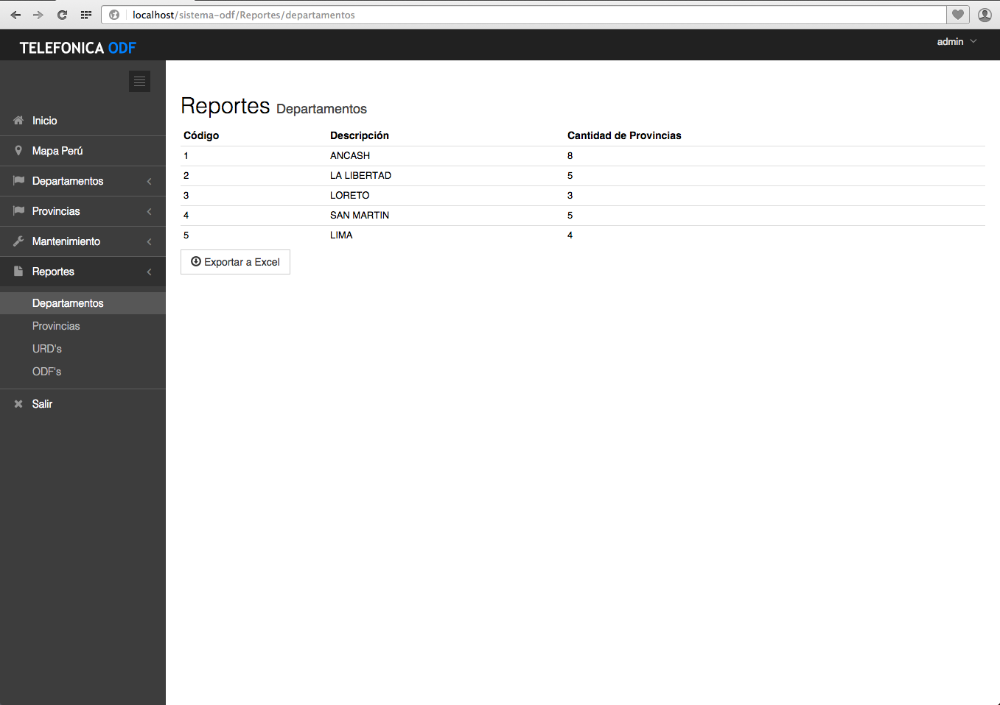 localhost/sistema-odf/Reportes/departamentos
TELEFONICA ODF
admin
Inicio
Mapa Perú
Departamentos
Provincias
Mantenimiento
Reportes
Departamentos
Provincias
URD's
ODF's
Salir
Reportes Departamentos
Código Descripción Cantidad de Provincias
1 ANCASH 8
2 LA LIBERTAD 5
3 LORETO 3
4 SAN MARTIN 5
5 LIMA 4
Exportar a Excel